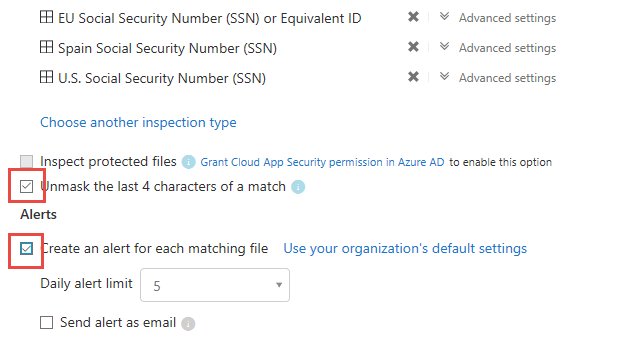 EU Social Security Number (SSN) or Equivalent ID Advanced settings
Spain Social Security Number (SSN) Advanced settings
U.S. Social Security Number (SSN) Advanced settings
Choose another inspection type
Inspect protected files Grant Cloud App Security permission in Azure AD to enable this option
Unmask the last 4 characters of a match
Alerts
Create an alert for each matching file Use your organization's default settings
Daily alert limit 5
Send alert as email